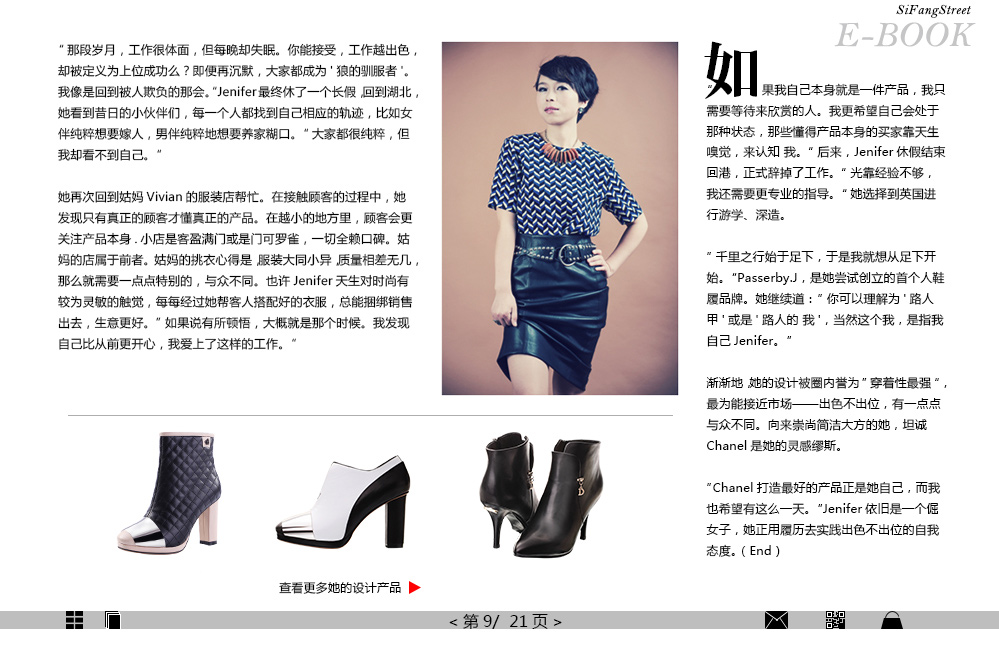 SiFangStreet
E-BOOK
“ 那段岁月，工作很体面，但每晚却失眠。你能接受，工作越出色，
却被定义为上位成功么？即便再沉默，大家都成为 ' 狼的驯服者 '。
我像是回到被人欺负的那会。”Jenifer 最终休了一个长假 ,回到湖北，
她看到昔日的小伙伴们，每一个人都找到自己相应的轨迹，比如女
伴纯粹想要嫁人，男伴纯粹地想要养家糊口。“ 大家都很纯粹，但
我却看不到自己。“
她再次回到姑妈 Vivian 的服装店帮忙。在接触顾客的过程中，她
发现只有真正的顾客才懂真正的产品。在越小的地方里，顾客会更
关注产品本身 . 小店是客盈满门或是门可罗雀，一切全赖口碑。姑
妈的店属于前者。姑妈的挑衣心得是 ,服装大同小异 ,质量相差无几，
那么就需要一点点特别的，与众不同。也许 Jenifer 天生对时尚有
较为灵敏的触觉，每每经过她帮客人搭配好的衣服，总能捆绑销售
出去，生意更好。“ 如果说有所顿悟，大概就是那个时候。我发现
自己比从前更开心，我爱上了这样的工作。“
“如果我自己本身就是一件产品，我只
需要等待来欣赏的人。我更希望自己会处于
那种状态，那些懂得产品本身的买家靠天生
嗅觉，来认知 我。“ 后来，Jenifer 休假结束
回港，正式辞掉了工作。“ 光靠经验不够，
我还需要更专业的指导。“ 她选择到英国进
行游学、深造。
“ 千里之行始于足下，于是我就想从足下开
始。“Passerby.J，是她尝试创立的首个人鞋
履品牌。她继续道：“ 你可以理解为 ' 路人
甲 ' 或是 ' 路人的 我 '，当然这个我，是指我
自己 Jenifer。”
渐渐地 ,她的设计被圈内誉为 ” 穿着性最强 “，
最为能接近市场——出色不出位，有一点点
与众不同。向来崇尚简洁大方的她，坦诚
Chanel 是她的灵感缪斯。
“Chanel 打造最好的产品正是她自己，而我
也希望有这么一天。”Jenifer 依旧是一个倔
女子，她正用履历去实践出色不出位的自我
态度。( End )
查看更多她的设计产品
< 第 9/ 21 页 >